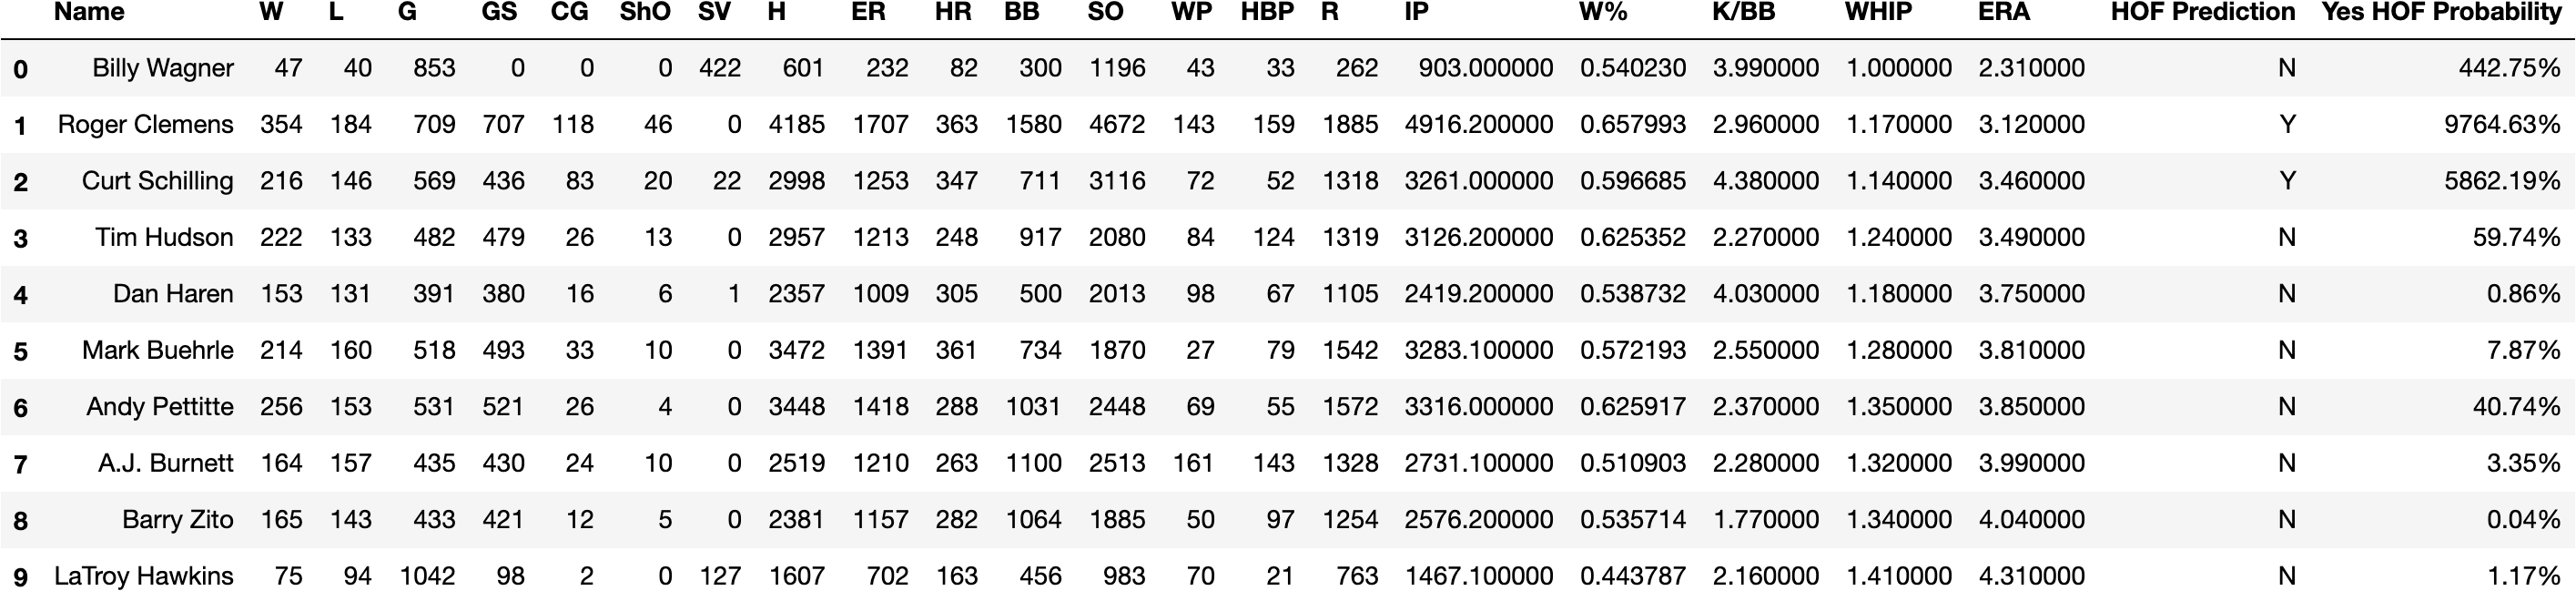 Name W L G GS CG ShO SV H ER HR BB SO WP HBP R IP W% K/BB WHIP ERA HOF Prediction Yes HOF Probability
0 Billy Wagner 47 40 853 0 0 0 422 601 232 82 300 1196 43 33 262 903.000000 0.540230 3.990000 1.000000 2.310000 N 442.75%
1 Roger Clemens 354 184 709 707 118 46 0 4185 1707 363 1580 4672 143 159 1885 4916.200000 0.657993 2.960000 1.170000 3.120000 Y 9764.63%
2 Curt Schilling 216 146 569 436 83 20 22 2998 1253 347 711 3116 72 52 1318 3261.000000 0.596685 4.380000 1.140000 3.460000 Y 5862.19%
3 Tim Hudson 222 133 482 479 26 13 0 2957 1213 248 917 2080 84 124 1319 3126.200000 0.625352 2.270000 1.240000 3.490000 N 59.74%
4 Dan Haren 153 131 391 380 16 6 1 2357 1009 305 500 2013 98 67 1105 2419.200000 0.538732 4.030000 1.180000 3.750000 N 0.86%
5 Mark Buehrle 214 160 518 493 33 10 0 3472 1391 361 734 1870 27 79 1542 3283.100000 0.572193 2.550000 1.280000 3.810000 N 7.87%
6 Andy Pettitte 256 153 531 521 26 4 0 3448 1418 288 1031 2448 69 55 1572 3316.000000 0.625917 2.370000 1.350000 3.850000 N 40.74%
7 A.J. Burnett 164 157 435 430 24 10 0 2519 1210 263 1100 2513 161 143 1328 2731.100000 0.510903 2.280000 1.320000 3.990000 N 3.35%
8 Barry Zito 165 143 433 421 12 5 0 2381 1157 282 1064 1885 50 97 1254 2576.200000 0.535714 1.770000 1.340000 4.040000 N 0.04%
9 LaTroy Hawkins 75 94 1042 98 2 0 127 1607 702 163 456 983 70 21 763 1467.100000 0.443787 2.160000 1.410000 4.310000 N 1.17%